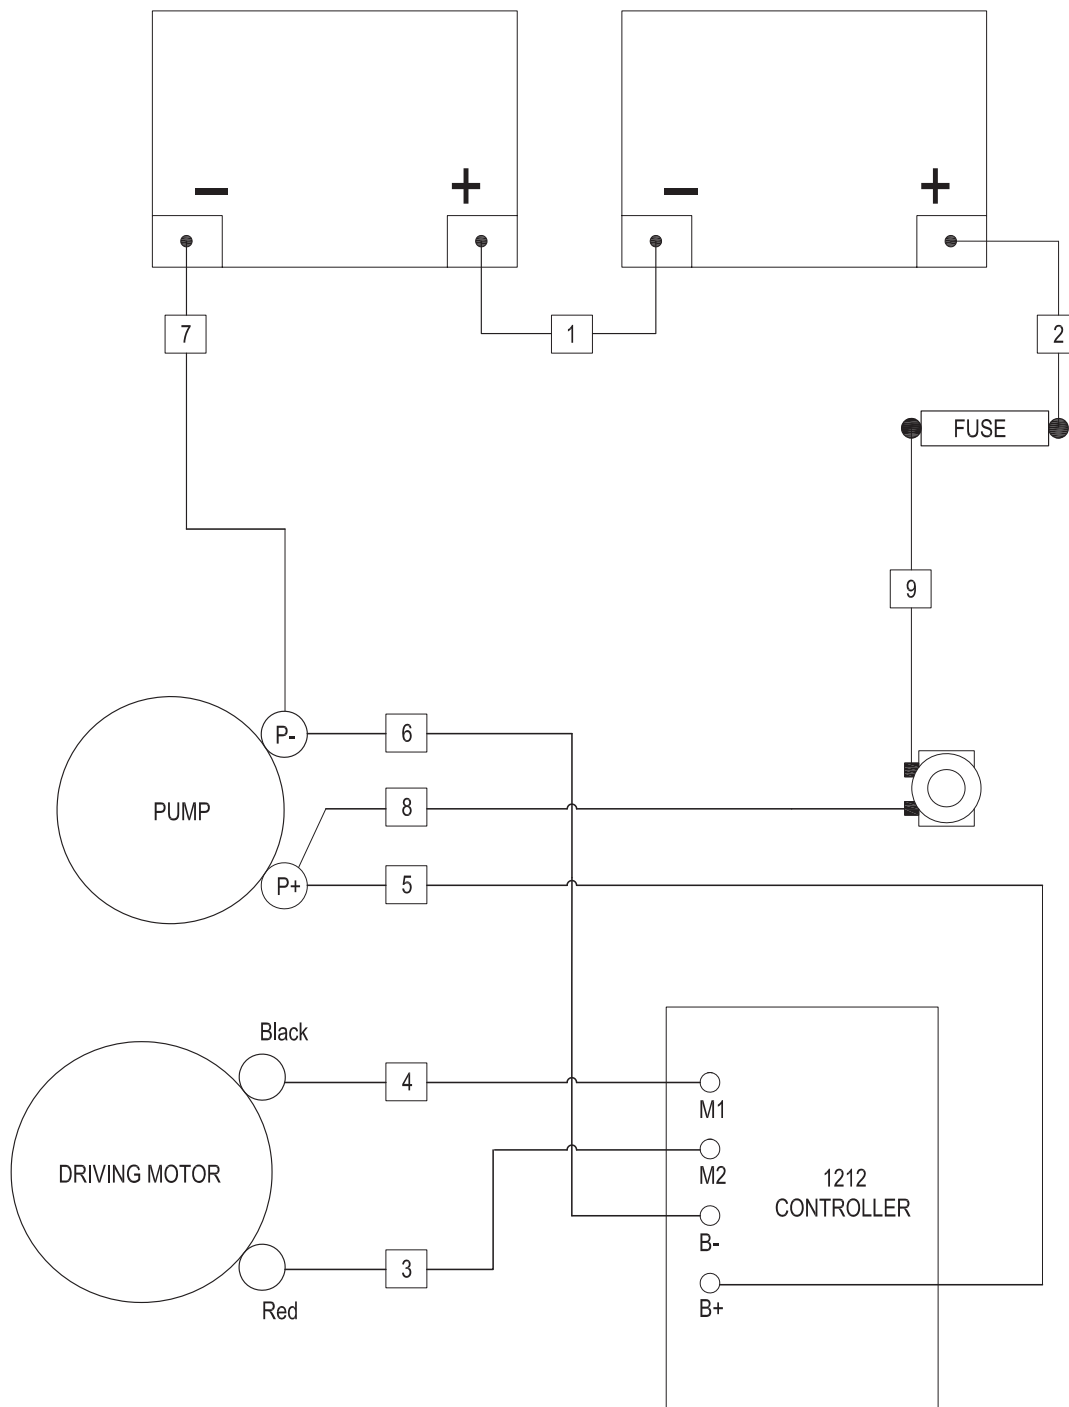 − + − +
7 1 2
FUSE
9
P- 6
PUMP 8
P+ 5
Black
4 M1
DRIVING MOTOR M2
1212
CONTROLLER
B-
3
Red B+